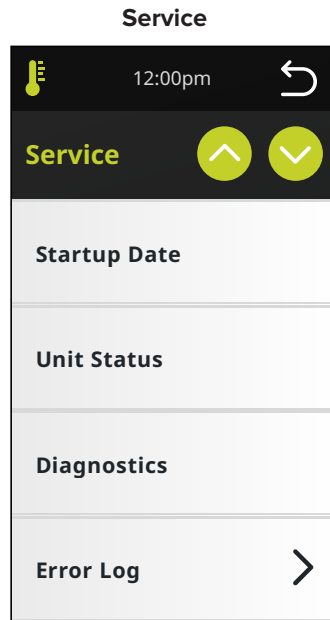 Service
12:00pm
Service
Startup Date
Unit Status
Diagnostics
Error Log